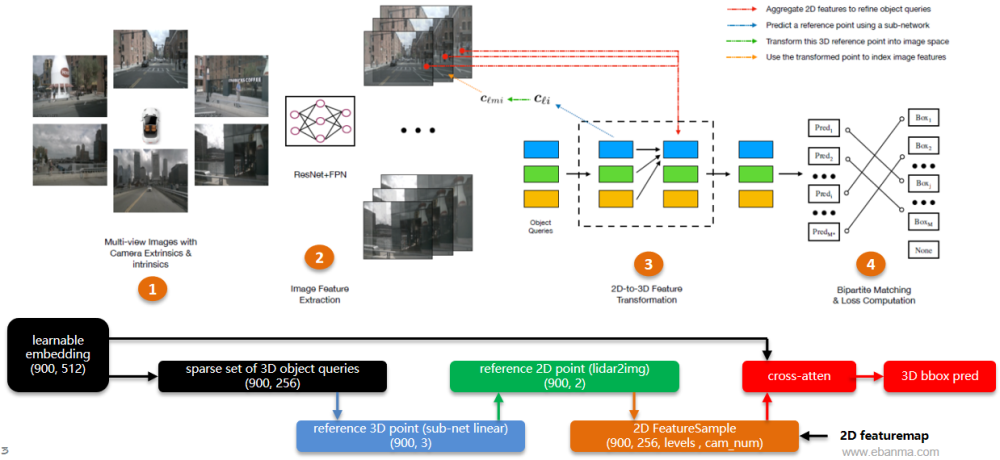 Aggregate 2D features to refine object queries
Predict a reference point using a sub-network
Transform this 3D reference point into image space
Use the transformed point to index image features
ResNet+FPN
cℓmi
cℓi
Object
Queries
Pred1
Pred2
Predi
PredM*
Box1
Box2
Boxj
BoxM
None
Multi-view Images with
Camera Extrinsics &
intrinsics
1
2
Image Feature
Extraction
3
2D-to-3D Feature
Transformation
4
Bipartite Matching
& Loss Computation
learnable
embedding
(900, 512)
sparse set of 3D object queries
(900, 256)
reference 2D point (lidar2img)
(900, 2)
cross-atten
3D bbox pred
reference 3D point (sub-net linear)
(900, 3)
2D FeatureSample
(900, 256, levels , cam_num)
2D featuremap
www.ebanma.com